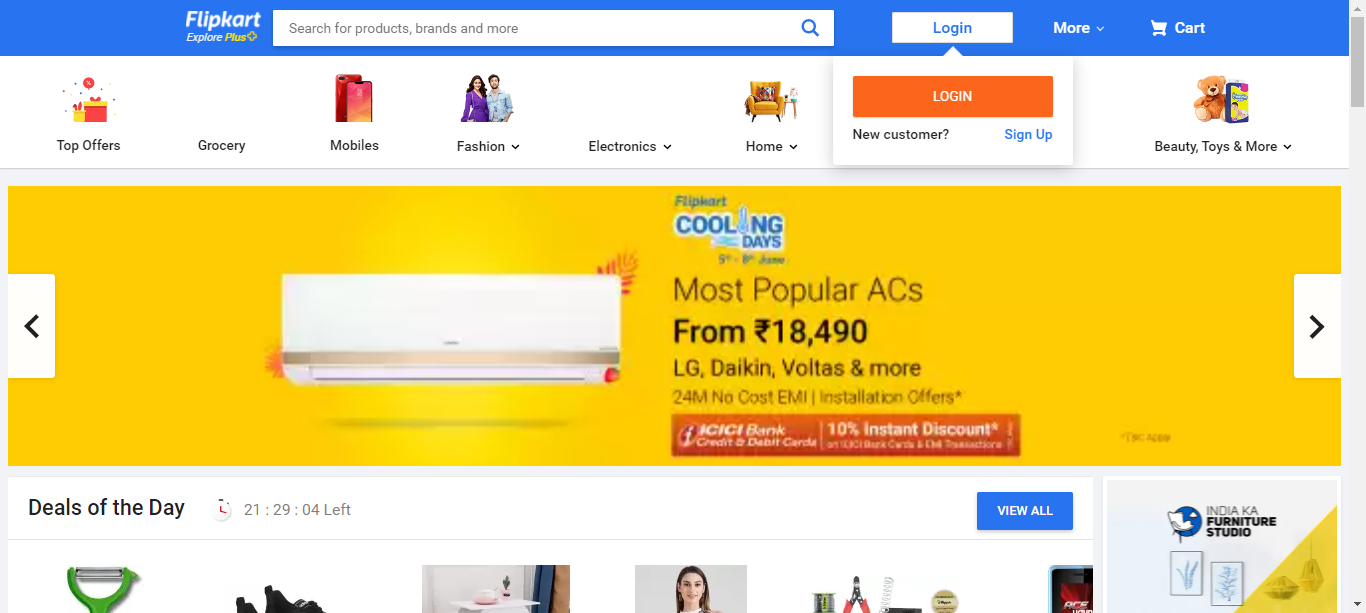 Flipkart
Explore Plus
Search for products, brands and more
Login
More
Cart
LOGIN
New customer? Sign Up
Top Offers
Grocery
Mobiles
Fashion
Electronics
Home
Beauty, Toys & More
Flipkart
COOLING
DAYS
5th - 8th June
Most Popular ACs
From ₹18,490
LG, Daikin, Voltas & more
24M No Cost EMI | Installation Offers*
ICICI Bank
Credit & Debit Cards
10% Instant Discount*
on ICICI Bank Cards & EMI Transactions
*T&C Apply
Deals of the Day
21 : 29 : 04 Left
VIEW ALL
INDIA KA
FURNITURE
STUDIO